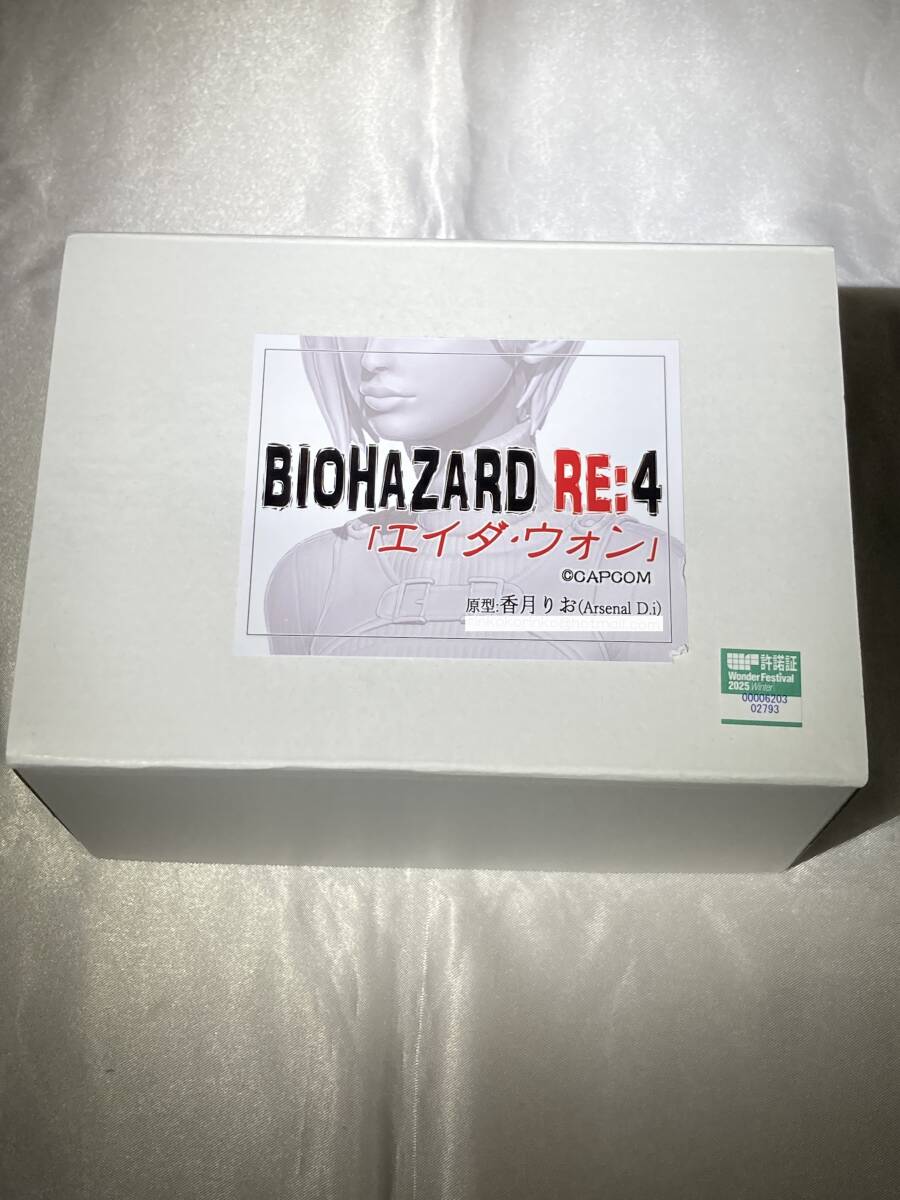 BIOHAZARD RE:4
「エイダ・ウォン」
©CAPCOM
原型:香月りお(Arsenal D.i)
WF 許諾証
Wonder Festival
2025 Winter
00006203
02793